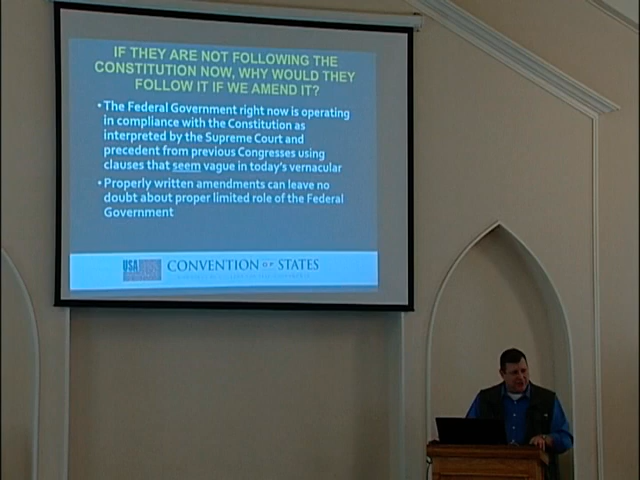 IF THEY ARE NOT FOLLOWING THE
CONSTITUTION NOW, WHY WOULD THEY
FOLLOW IT IF WE AMEND IT?
• The Federal Government right now is operating
in compliance with the Constitution as
interpreted by the Supreme Court and
precedent from previous Congresses using
clauses that seem vague in today's vernacular
• Properly written amendments can leave no
doubt about proper limited role of the Federal
Government
USA
CONVENTION OF STATES